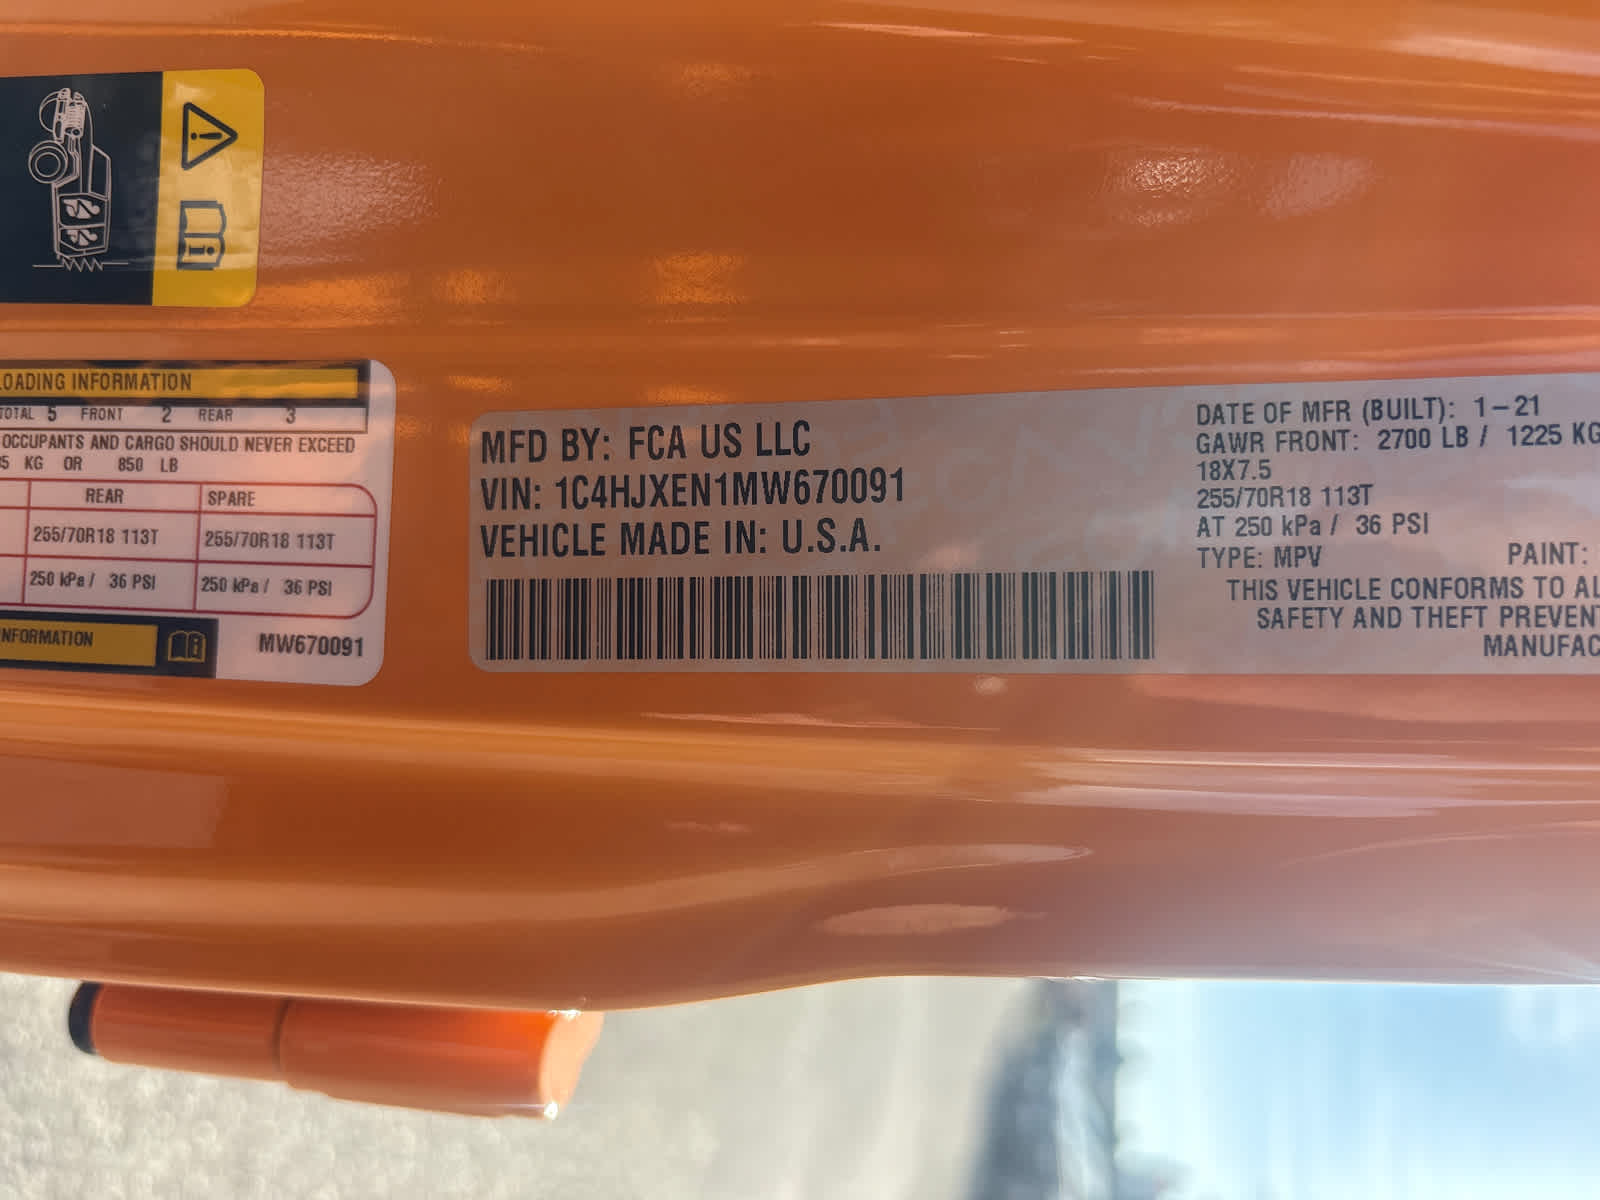 LOADING INFORMATION
TOTAL 5 FRONT 2 REAR 3
OCCUPANTS AND CARGO SHOULD NEVER EXCEED
5 KG OR 850 LB
REAR SPARE
255/70R18 113T 255/70R18 113T
250 kPa / 36 PSI 250 kPa / 36 PSI
INFORMATION
MW670091
MFD BY: FCA US LLC
VIN: 1C4HJXEN1MW670091
VEHICLE MADE IN: U.S.A.
DATE OF MFR (BUILT): 1-21
GAWR FRONT: 2700 LB / 1225 KG
18X7.5
255/70R18 113T
AT 250 kPa / 36 PSI
TYPE: MPV PAINT:
THIS VEHICLE CONFORMS TO AL
SAFETY AND THEFT PREVENT
MANUFAC